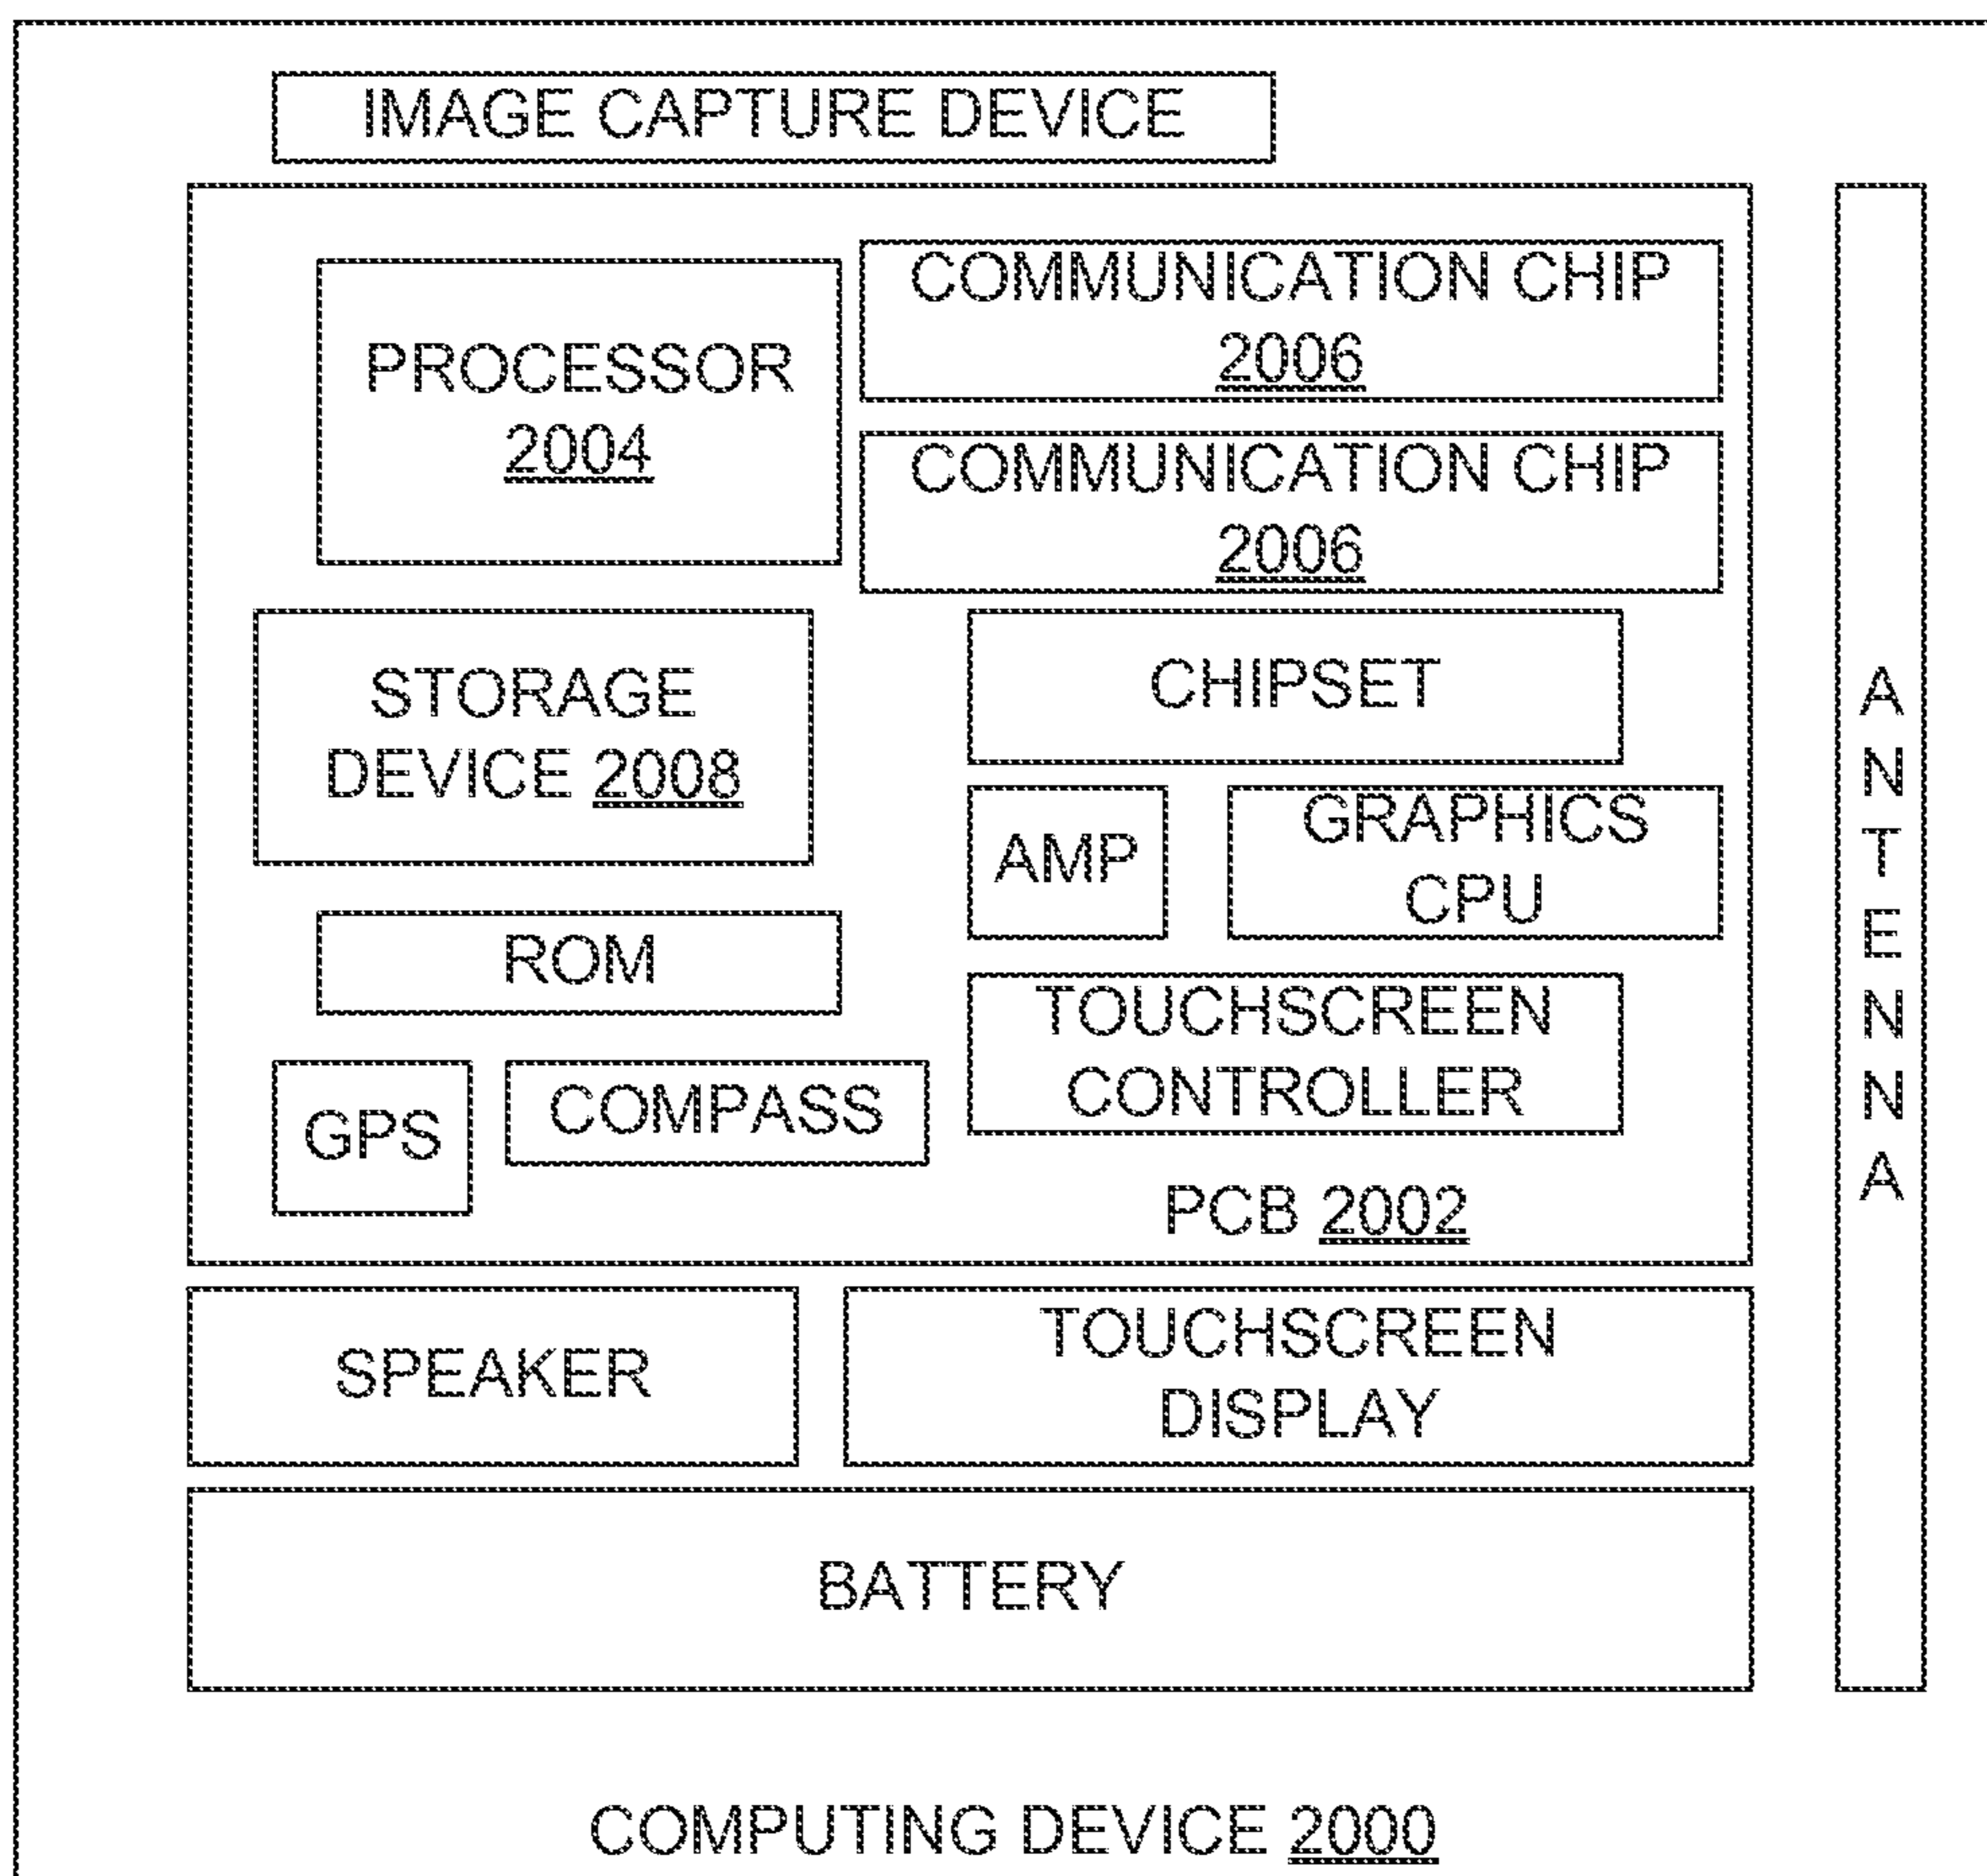 IMAGE CAPTURE DEVICE
PROCESSOR
2004
COMMUNICATION CHIP
2006
COMMUNICATION CHIP
2006
STORAGE
DEVICE 2008
CHIPSET
AMP
GRAPHICS
CPU
ROM
TOUCHSCREEN
CONTROLLER
GPS
COMPASS
PCB 2002
ANTENNA
SPEAKER
TOUCHSCREEN
DISPLAY
BATTERY
COMPUTING DEVICE 2000